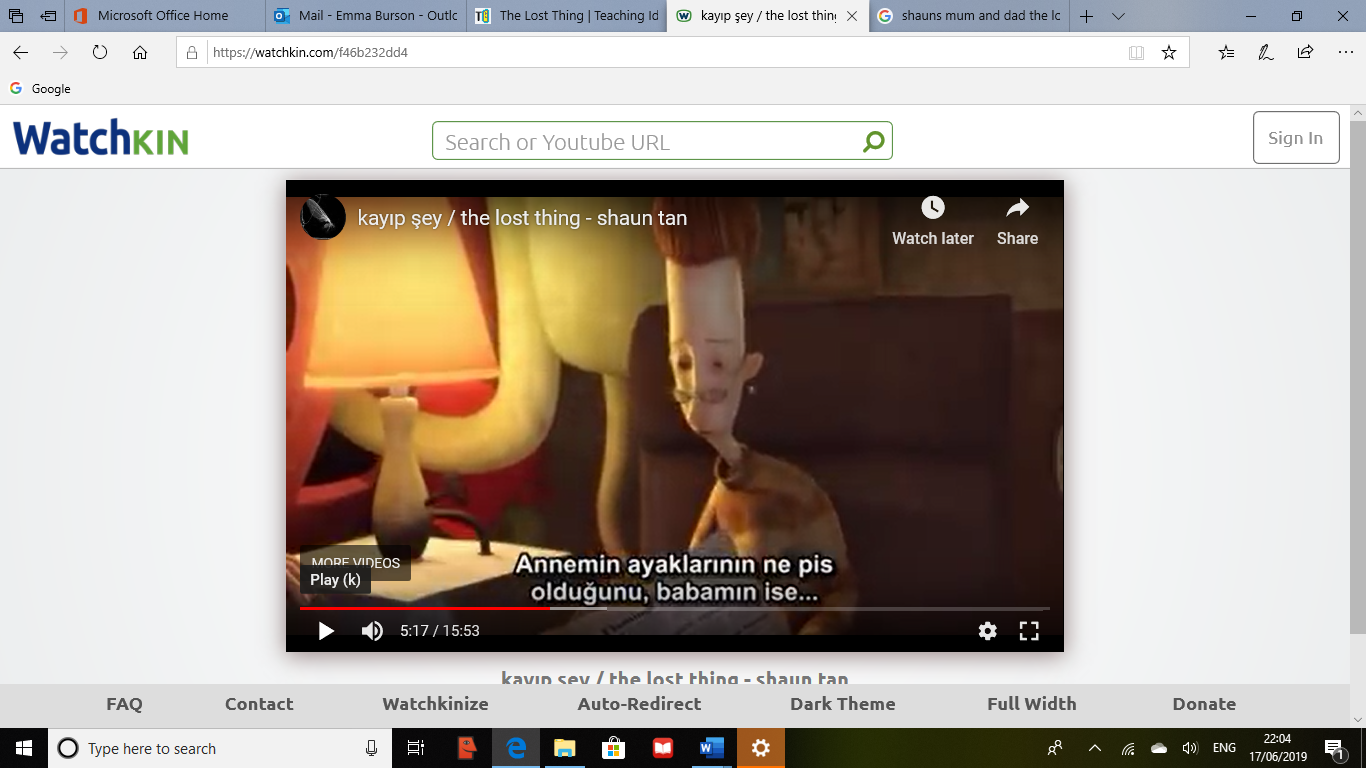 Microsoft Office Home
Mail - Emma Burson - Outlo
The Lost Thing | Teaching Id
kayıp şey / the lost thing
shauns mum and dad the lo
https://watchkin.com/f46b232dd4
Google
WatchKIN
Search or Youtube URL
Sign In
kayıp şey / the lost thing - shaun tan
Watch later
Share
Annemin ayaklarının ne pis
olduğunu, babamın ise...
MORE VIDEOS
Play (k)
5:17 / 15:53
kayıp şey / the lost thing - shaun tan
FAQ
Contact
Watchkinize
Auto-Redirect
Dark Theme
Full Width
Donate
Type here to search
ENG
22:04
17/06/2019
1